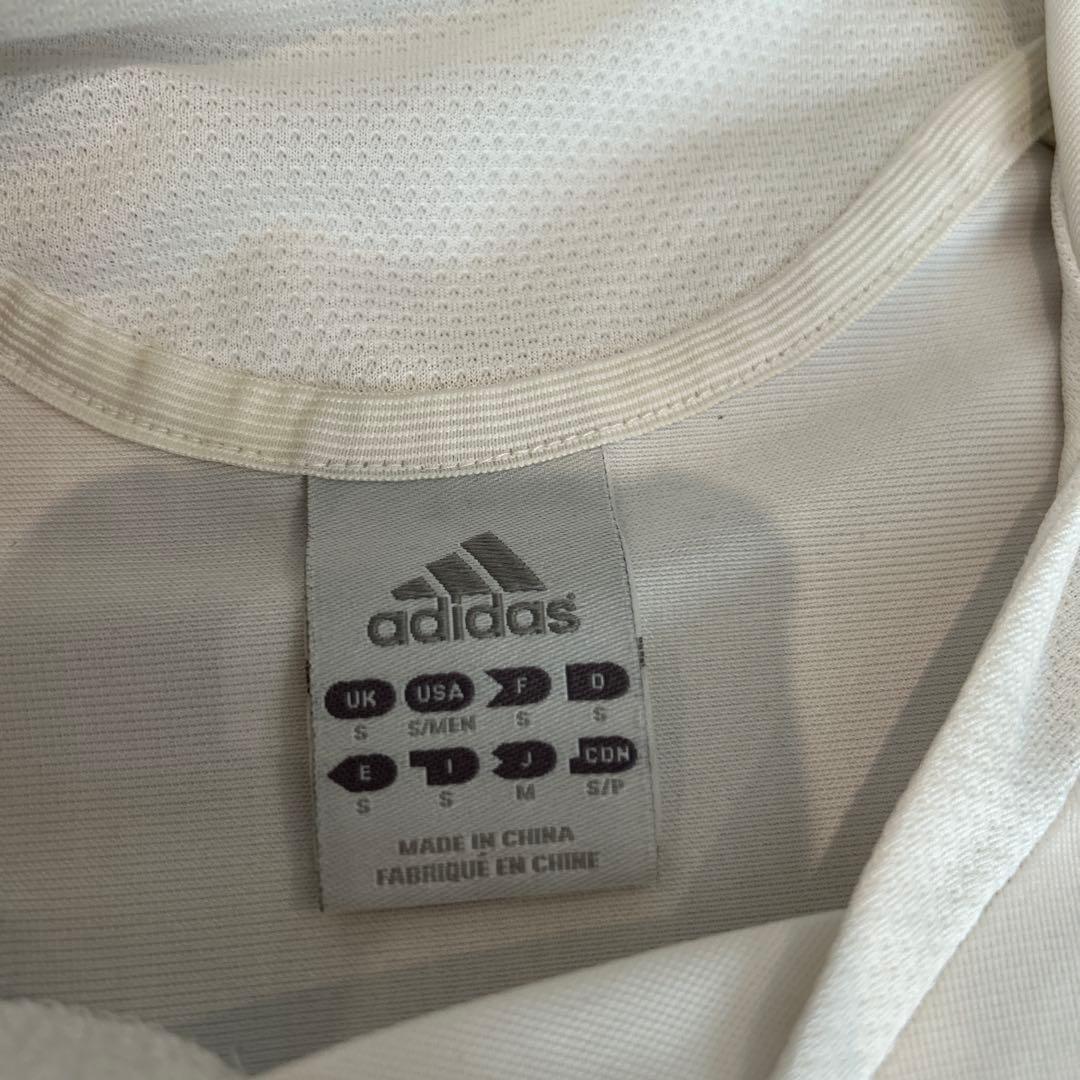 adidas
UK USA F D
S S/MEN S S
E I J CDN
S S M S/P
MADE IN CHINA
FABRIQUÉ EN CHINE